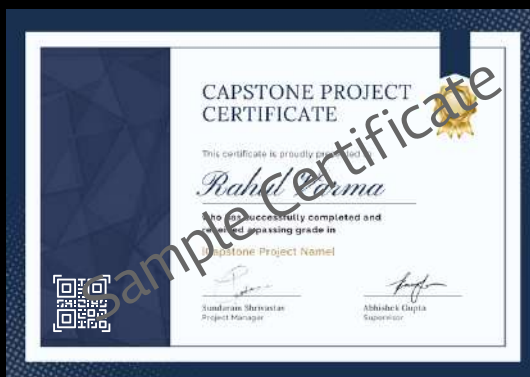 CAPSTONE PROJECT
CERTIFICATE
This certificate is proudly presented to
Rahul Varma
who has successfully completed and
received a passing grade in
[Capstone Project Name]
Sundaram Shrivastav
Project Manager
Abhishek Gupta
Supervisor
Sample Certificate